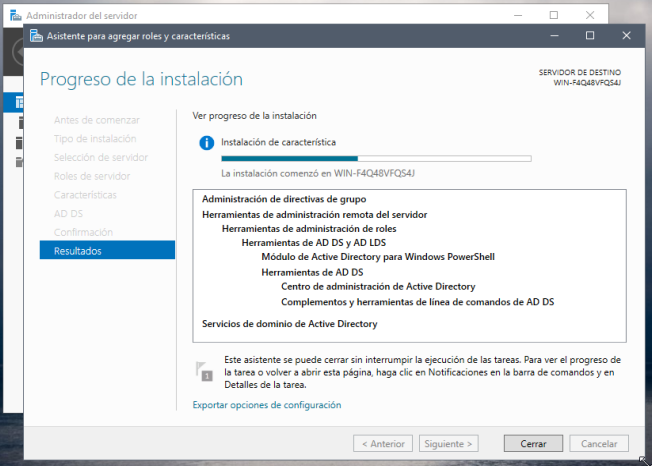 Administrador del servidor
Asistente para agregar roles y características
Progreso de la instalación
SERVIDOR DE DESTINO
WIN-F4Q48VFQS4J
Antes de comenzar
Tipo de instalación
Selección de servidor
Roles de servidor
Características
AD DS
Confirmación
Resultados
Ver progreso de la instalación
Instalación de característica
La instalación comenzó en WIN-F4Q48VFQS4J
Administración de directivas de grupo
Herramientas de administración remota del servidor
Herramientas de administración de roles
Herramientas de AD DS y AD LDS
Módulo de Active Directory para Windows PowerShell
Herramientas de AD DS
Centro de administración de Active Directory
Complementos y herramientas de línea de comandos de AD DS
Servicios de dominio de Active Directory
1
Este asistente se puede cerrar sin interrumpir la ejecución de las tareas. Para ver el progreso de
la tarea o volver a abrir esta página, haga clic en Notificaciones en la barra de comandos y en
Detalles de la tarea.
Exportar opciones de configuración
< Anterior
Siguiente >
Cerrar
Cancelar